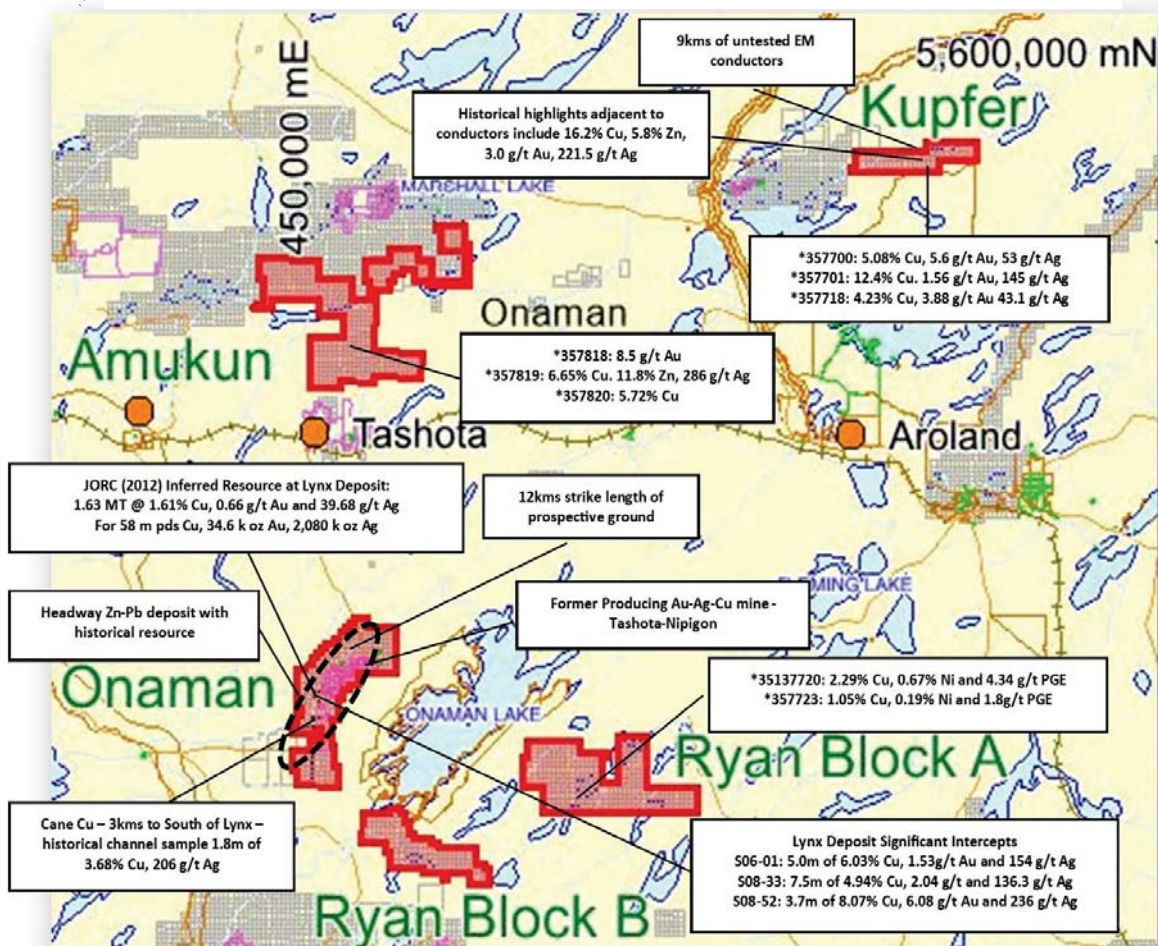 9kms of untested EM
conductors
5,600,000 mN
Kupfer
Historical highlights adjacent to
conductors include 16.2% Cu, 5.8% Zn,
3.0 g/t Au, 221.5 g/t Ag
450,000 mE
MARSHALL LAKE
*357700: 5.08% Cu, 5.6 g/t Au, 53 g/t Ag
*357701: 12.4% Cu. 1.56 g/t Au, 145 g/t Ag
*357718: 4.23% Cu, 3.88 g/t Au 43.1 g/t Ag
Onaman
Amukun
*357818: 8.5 g/t Au
*357819: 6.65% Cu. 11.8% Zn, 286 g/t Ag
*357820: 5.72% Cu
Tashota
Aroland
JORC (2012) Inferred Resource at Lynx Deposit:
1.63 MT @ 1.61% Cu, 0.66 g/t Au and 39.68 g/t Ag
For 58 m pds Cu, 34.6 k oz Au, 2,080 k oz Ag
12kms strike length of
prospective ground
LAKE
Headway Zn-Pb deposit with
historical resource
Former Producing Au-Ag-Cu mine -
Tashota-Nipigon
Onaman
ONAMAN LAKE
*35137720: 2.29% Cu, 0.67% Ni and 4.34 g/t PGE
*357723: 1.05% Cu, 0.19% Ni and 1.8g/t PGE
Ryan Block A
Cane Cu – 3kms to South of Lynx –
historical channel sample 1.8m of
3.68% Cu, 206 g/t Ag
Lynx Deposit Significant Intercepts
S06-01: 5.0m of 6.03% Cu, 1.53g/t Au and 154 g/t Ag
S08-33: 7.5m of 4.94% Cu, 2.04 g/t and 136.3 g/t Ag
S08-52: 3.7m of 8.07% Cu, 6.08 g/t Au and 236 g/t Ag
Ryan Block B